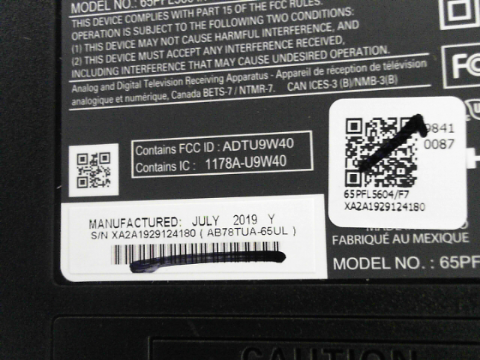 MODEL NO.: 65PFL5604
THIS DEVICE COMPLIES WITH PART 15 OF THE FCC RULES.
OPERATION IS SUBJECT TO THE FOLLOWING TWO CONDITIONS:
(1) THIS DEVICE MAY NOT CAUSE HARMFUL INTERFERENCE, AND
(2) THIS DEVICE MUST ACCEPT ANY INTERFERENCE RECEIVED,
INCLUDING INTERFERENCE THAT MAY CAUSE UNDESIRED OPERATION.
Analog and Digital Television Receiving Apparatus - Appareil de réception de télévision
analogique et numérique, Canada BETS-7 / NTMR-7. CAN ICES-3 (B)/NMB-3(B)
FC
Contains FCC ID : ADTU9W40
Contains IC : 1178A-U9W40
9841
0087
65PFL5604/F7
XA2A1929124180
MANUFACTURED: JULY 2019 Y
S/N XA2A1929124180 ( AB78TUA-65UL )
MADE IN
FABRIQUÉ AU MEXIQUE
MODEL NO. : 65PF
CAUTION